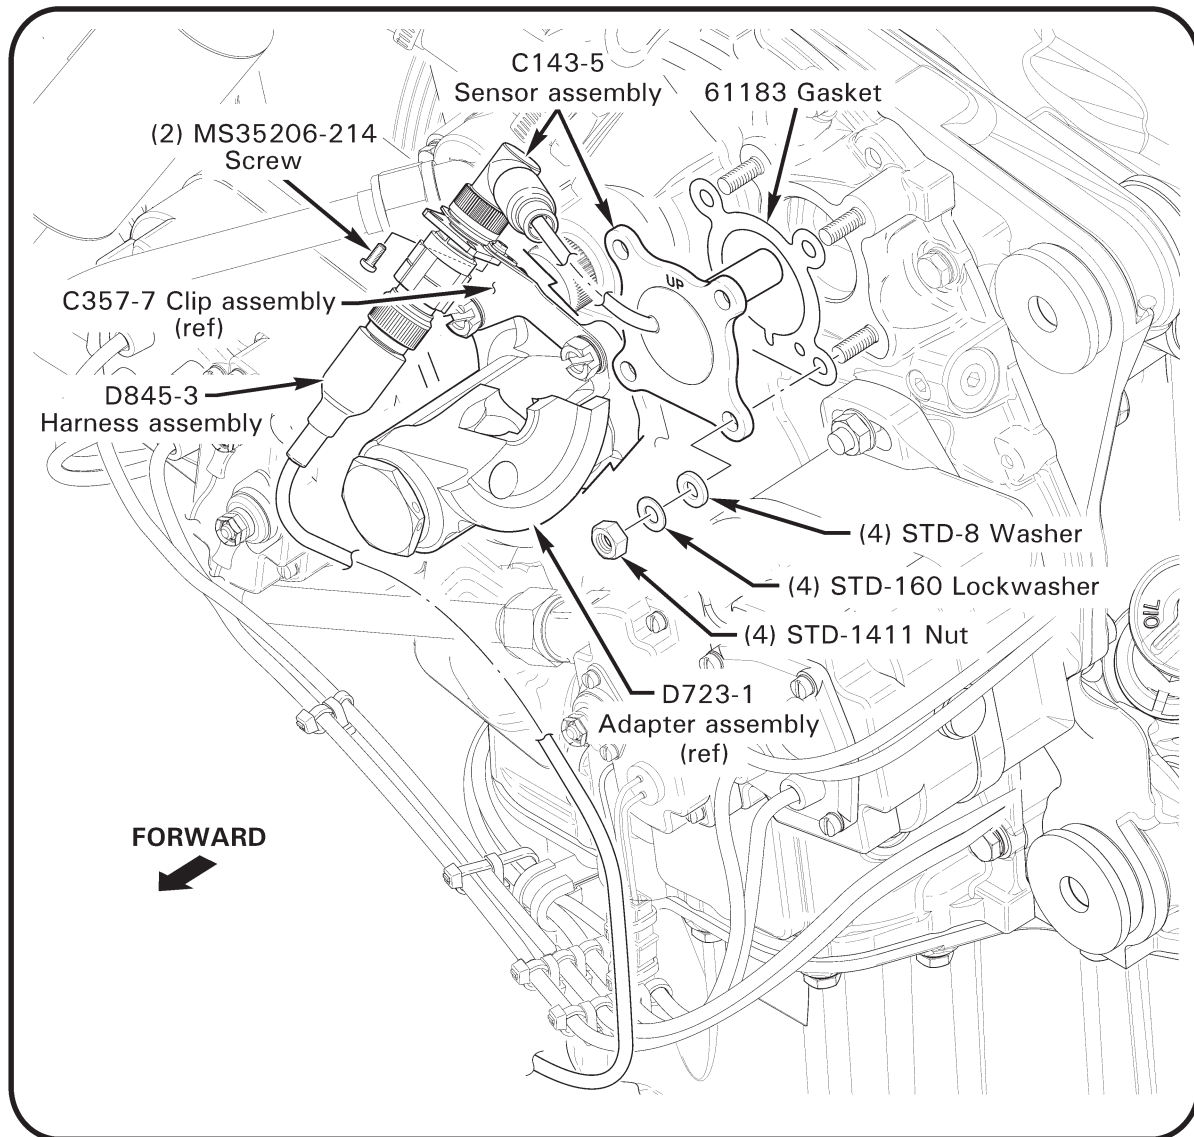 C143-5
Sensor assembly
61183 Gasket
(2) MS35206-214
Screw
UP
C357-7 Clip assembly
(ref)
D845-3
Harness assembly
(4) STD-8 Washer
(4) STD-160 Lockwasher
OIL
(4) STD-1411 Nut
D723-1
Adapter assembly
(ref)
FORWARD